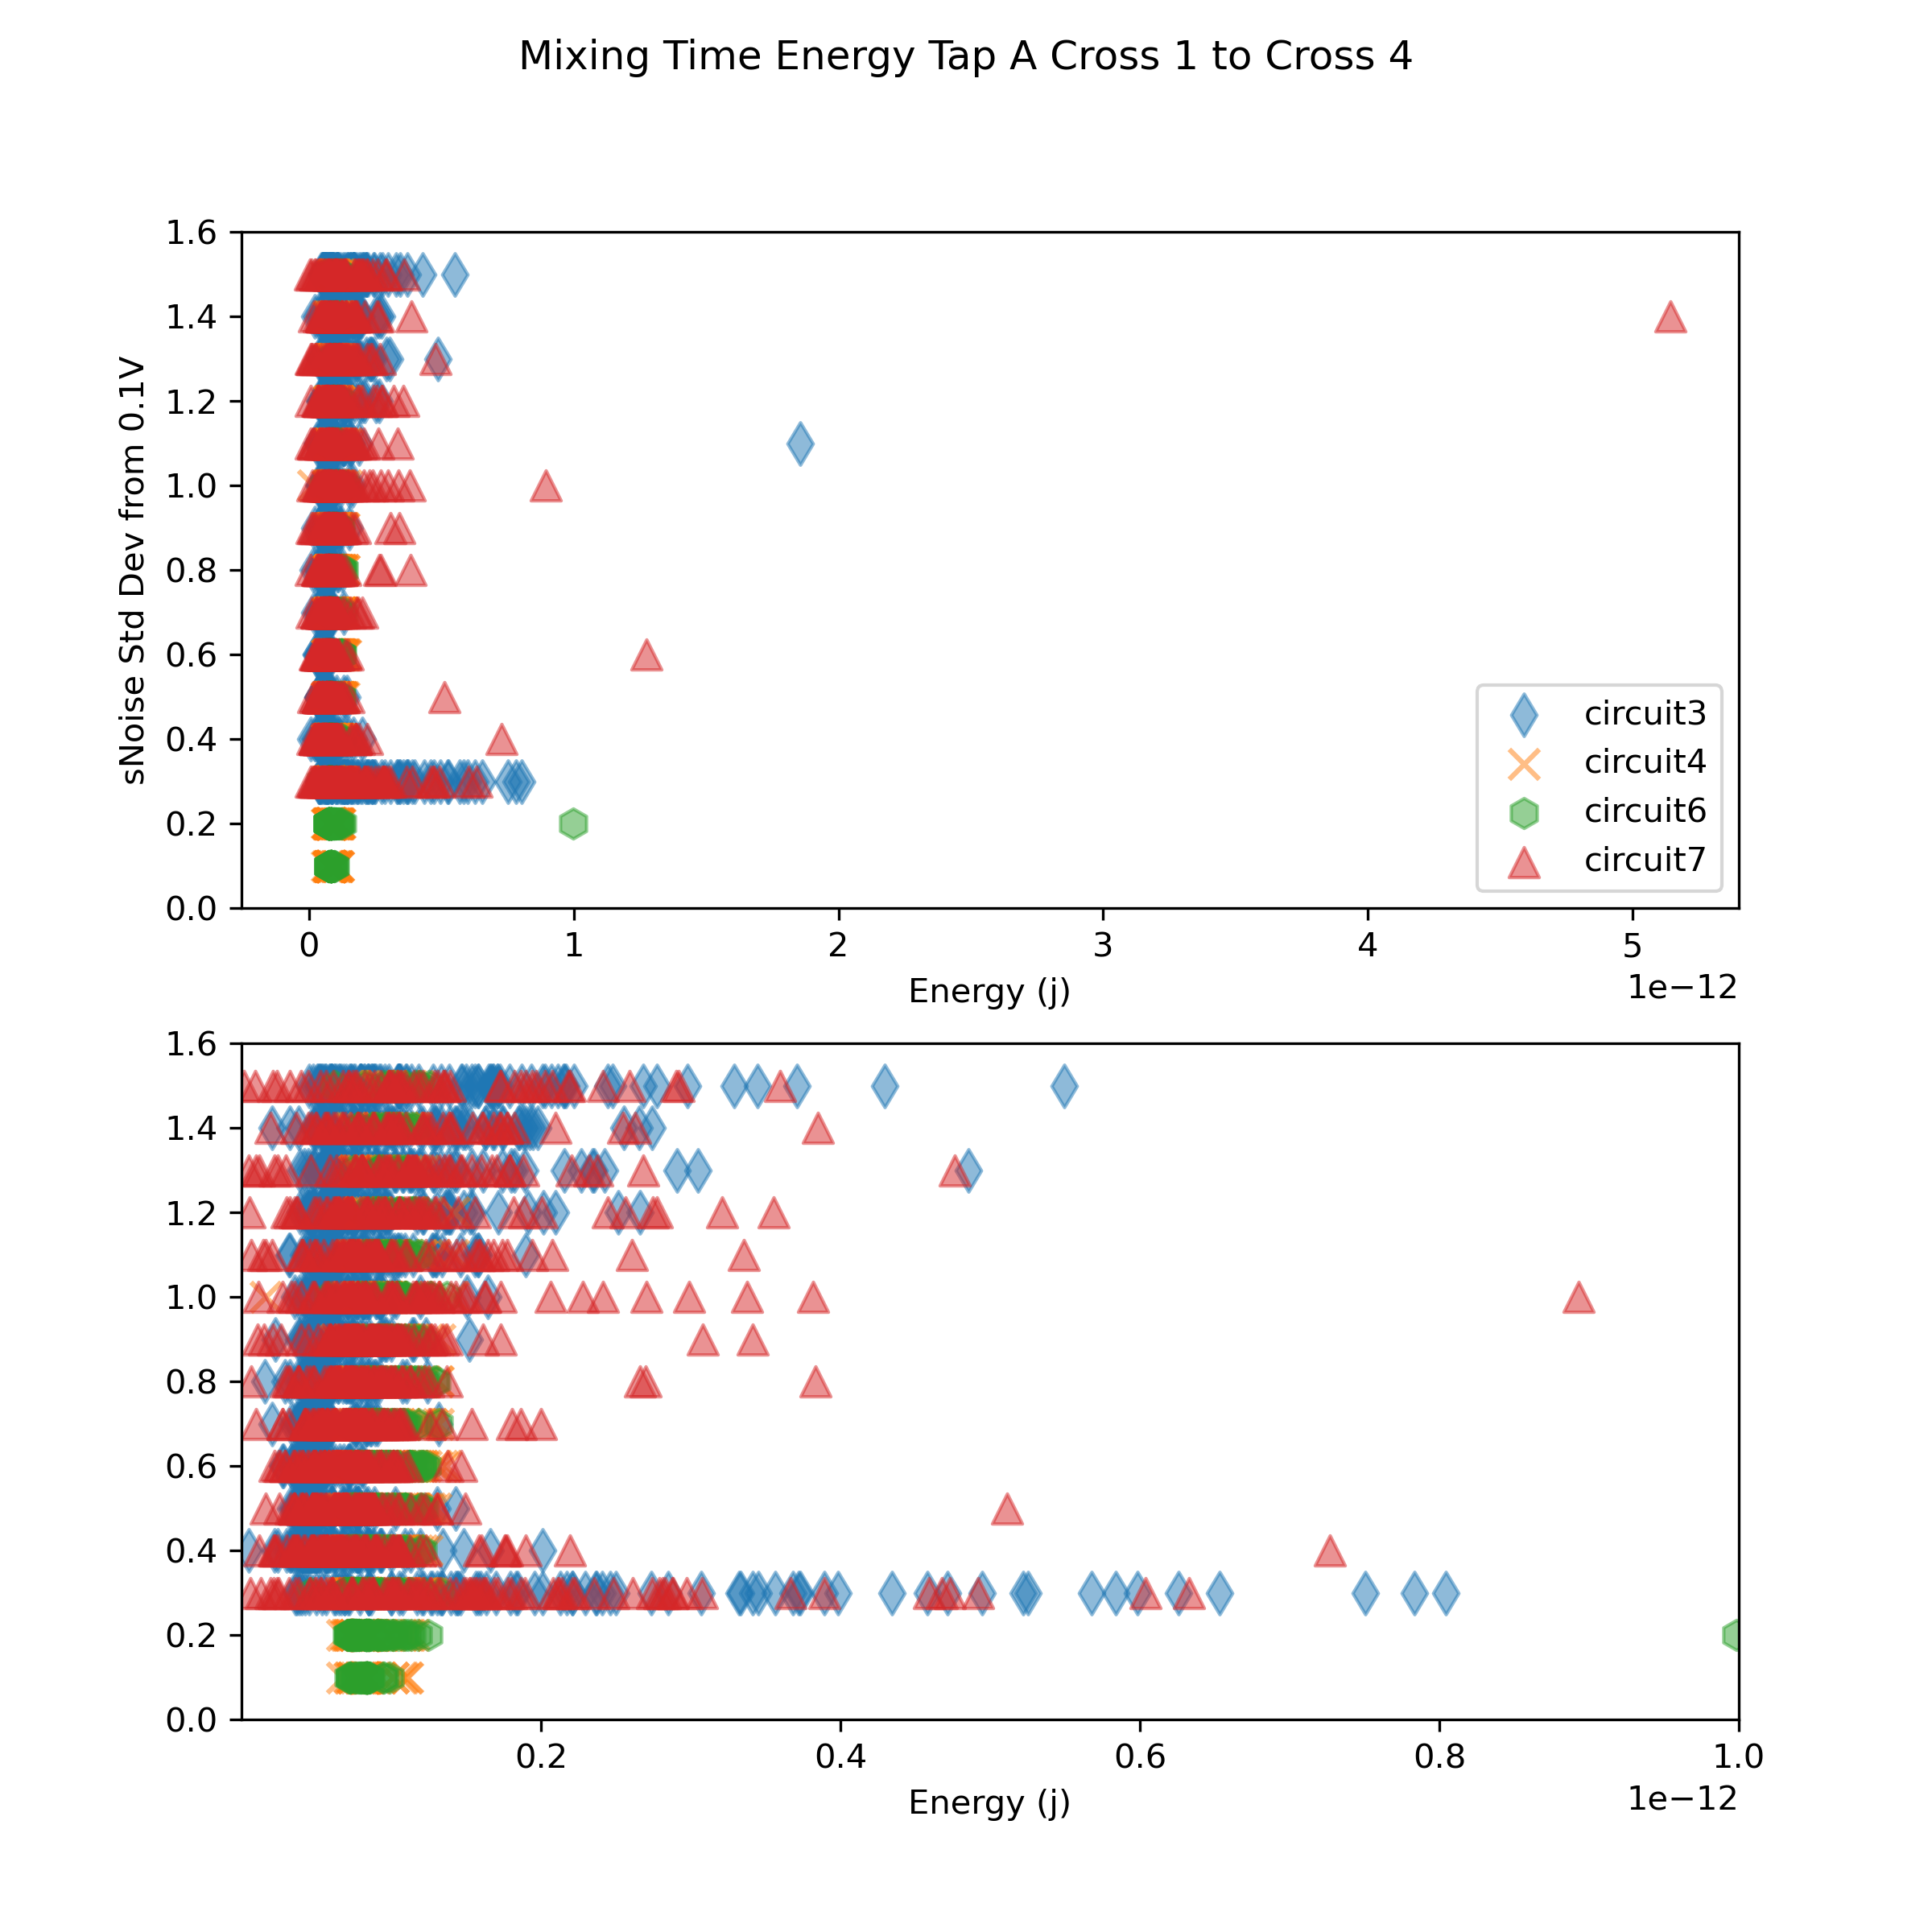 Mixing Time Energy Tap A Cross 1 to Cross 4
1.6
1.4
1.2
1.0
0.8
0.6
0.4
0.2
0.0
sNoise Std Dev from 0.1V
circuit3
circuit4
circuit6
circuit7
0 1 2 3 4 5
1e−12
Energy (j)
1.6
1.4
1.2
1.0
0.8
0.6
0.4
0.2
0.0
0.2 0.4 0.6 0.8 1.0
1e−12
Energy (j)